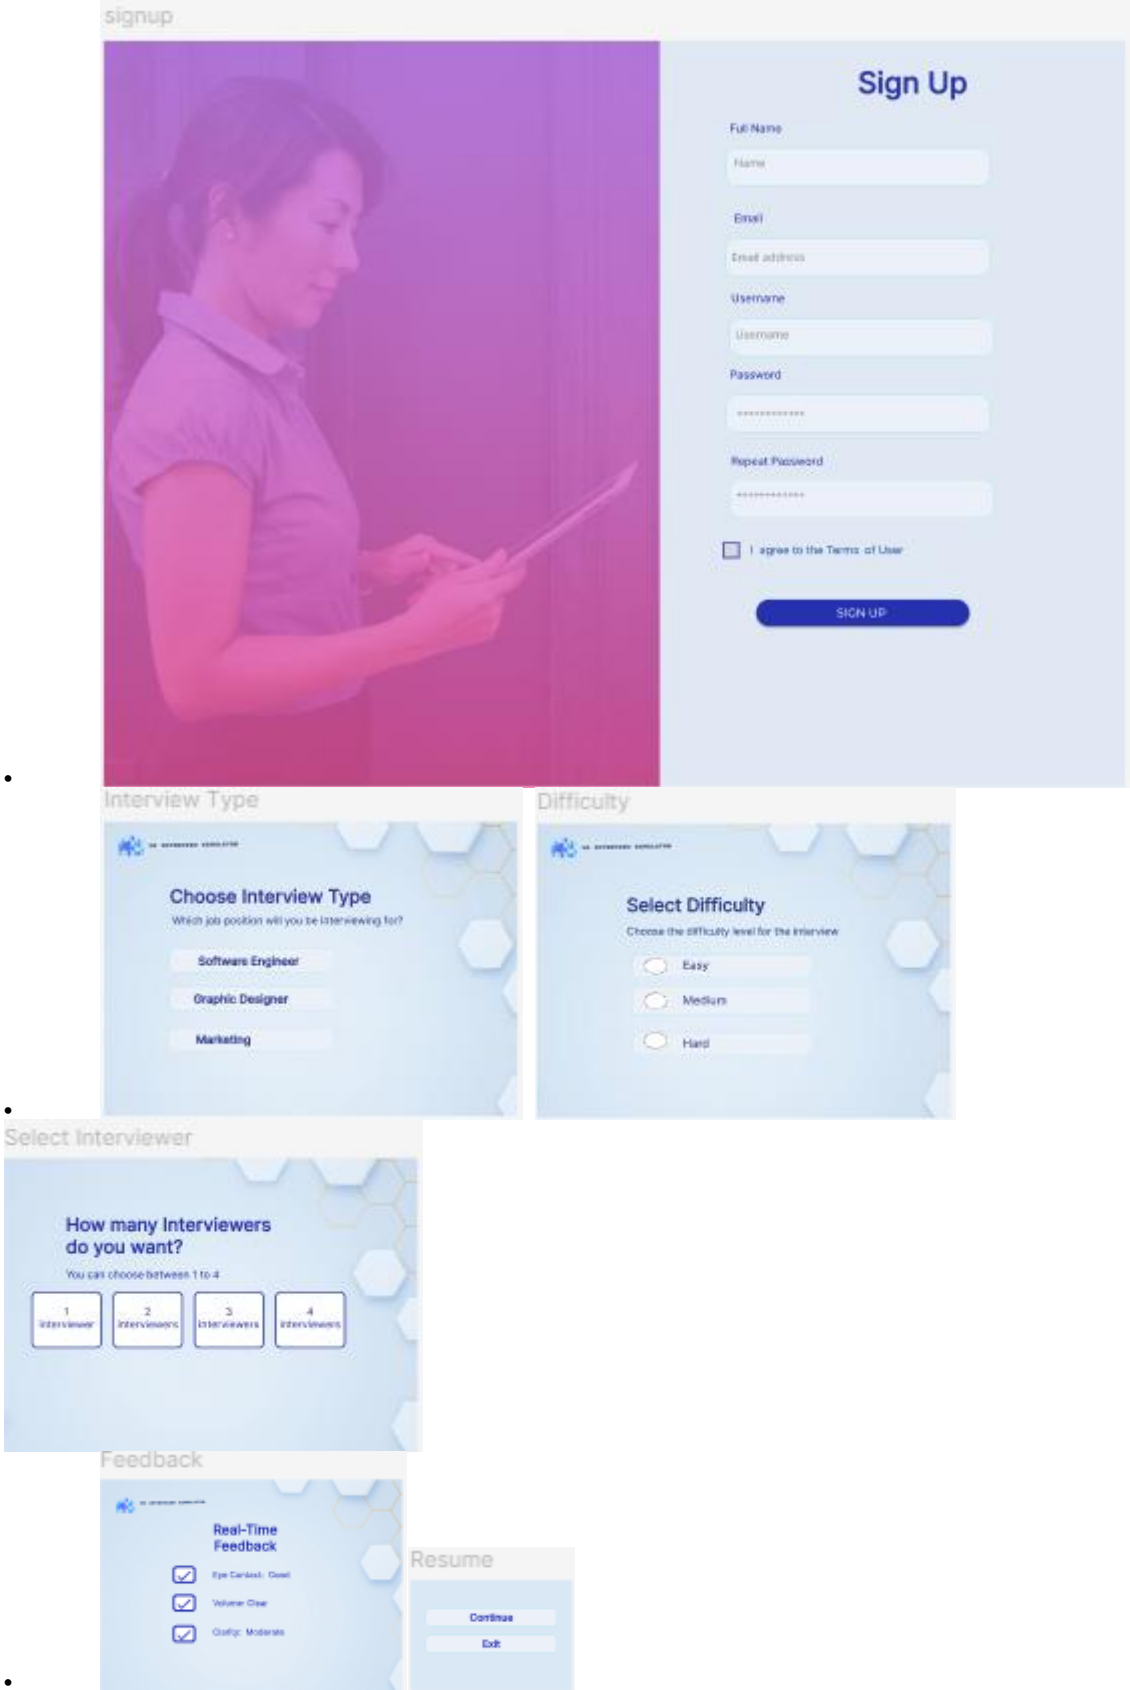 signup
Sign Up
Full Name
Name
Email
Email address
Username
Username
Password
************
Repeat Password
************
I agree to the Terms of User
SIGN UP
Interview Type
Choose Interview Type
Which job position will you be interviewing for?
Software Engineer
Graphic Designer
Marketing
Difficulty
Select Difficulty
Choose the difficulty level for the interview
Easy
Medium
Hard
Select Interviewer
How many Interviewers
do you want?
You can choose between 1 to 4
1
interviewer
2
interviewers
3
interviewers
4
interviewers
Feedback
Real-Time
Feedback
Eye Contact: Good
Volume: Clear
Clarity: Moderate
Resume
Continue
Exit